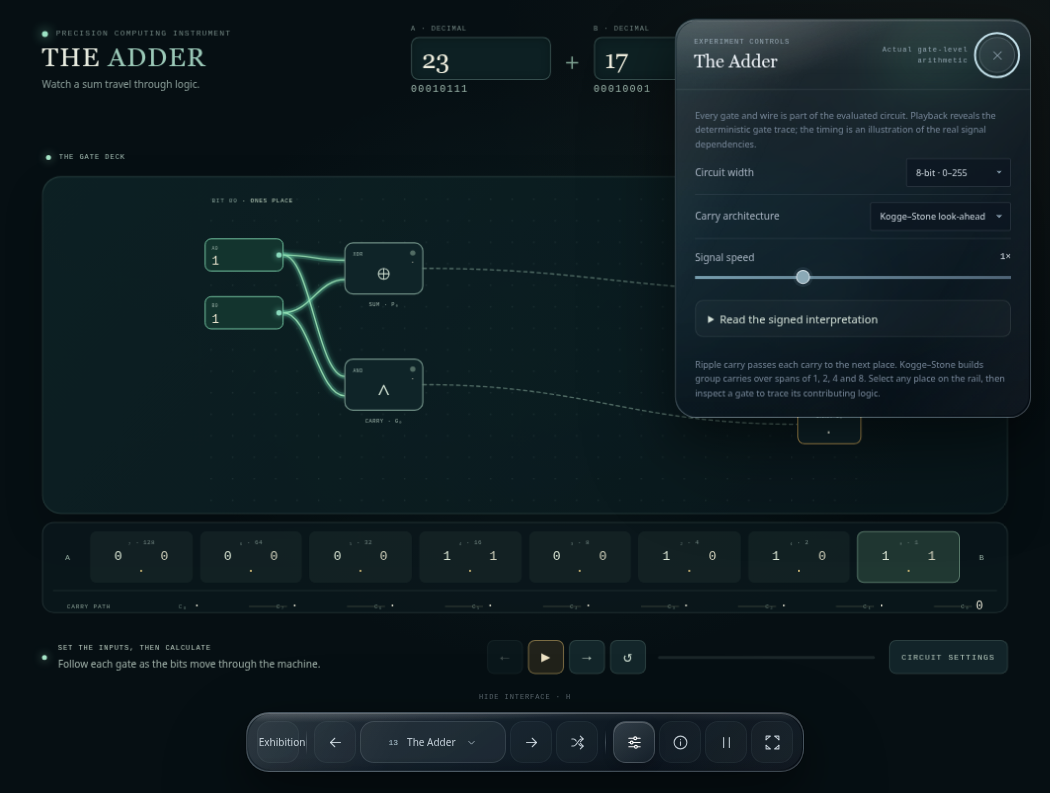 PRECISION COMPUTING INSTRUMENT
THE ADDER
Watch a sum travel through logic.
A · DECIMAL
23
00010111
+
B · DECIMAL
17
00010001
EXPERIMENT CONTROLS
The Adder
Actual gate-level
arithmetic
Every gate and wire is part of the evaluated circuit. Playback reveals the
deterministic gate trace; the timing is an illustration of the real signal
dependencies.
Circuit width
8-bit · 0–255
Carry architecture
Kogge–Stone look-ahead
Signal speed
1×
Read the signed interpretation
Ripple carry passes each carry to the next place. Kogge–Stone builds
group carries over spans of 1, 2, 4 and 8. Select any place on the rail, then
inspect a gate to trace its contributing logic.
THE GATE DECK
BIT 00 · ONES PLACE
A0
1
B0
1
XOR
⊕
SUM · P₀
AND
∧
CARRY · G₀
A
0 0
0 0
0 0
1 1
0 0
1 0
1 0
1 1
B
CARRY PATH
0
SET THE INPUTS, THEN CALCULATE
Follow each gate as the bits move through the machine.
← ▶ → ↺
CIRCUIT SETTINGS
HIDE INTERFACE · H
Exhibition
13 The Adder